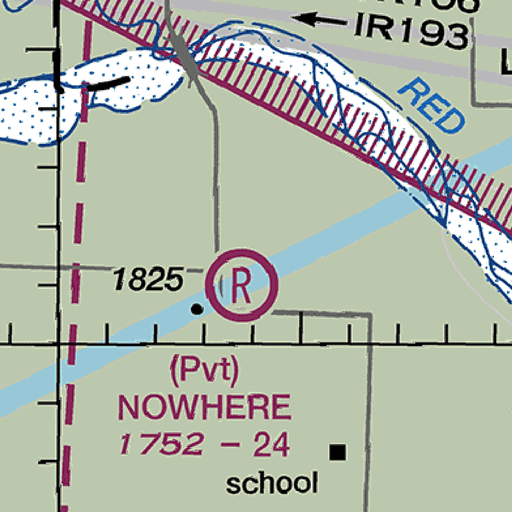 IR193
L
RED
1825
R
(Pvt)
NOWHERE
1752 - 24
school